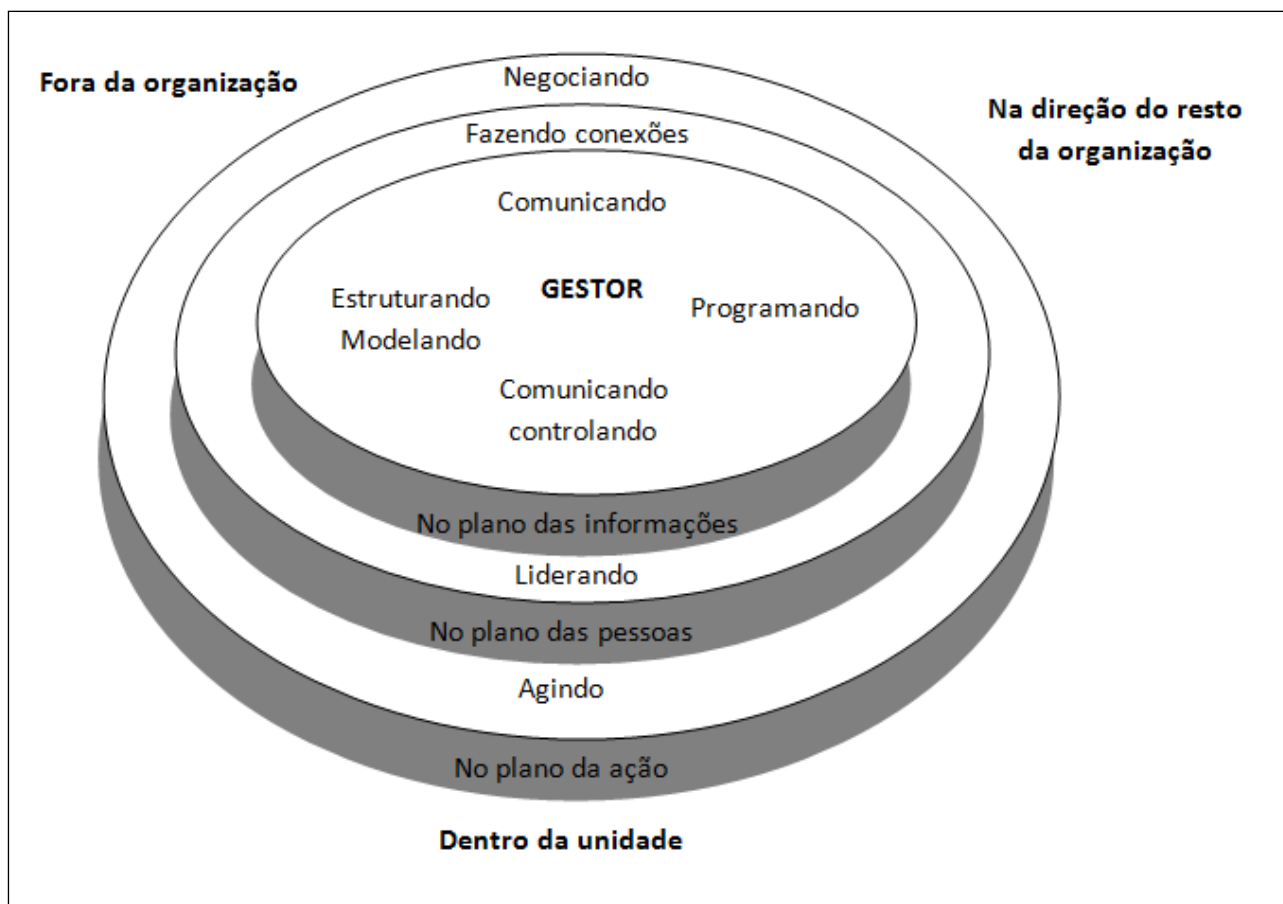 Negociando
Fora da organização
Na direção do resto
da organização
Fazendo conexões
Comunicando
GESTOR
Estruturando
Modelando
Programando
Comunicando
controlando
No plano das informações
Liderando
No plano das pessoas
Agindo
No plano da ação
Dentro da unidade